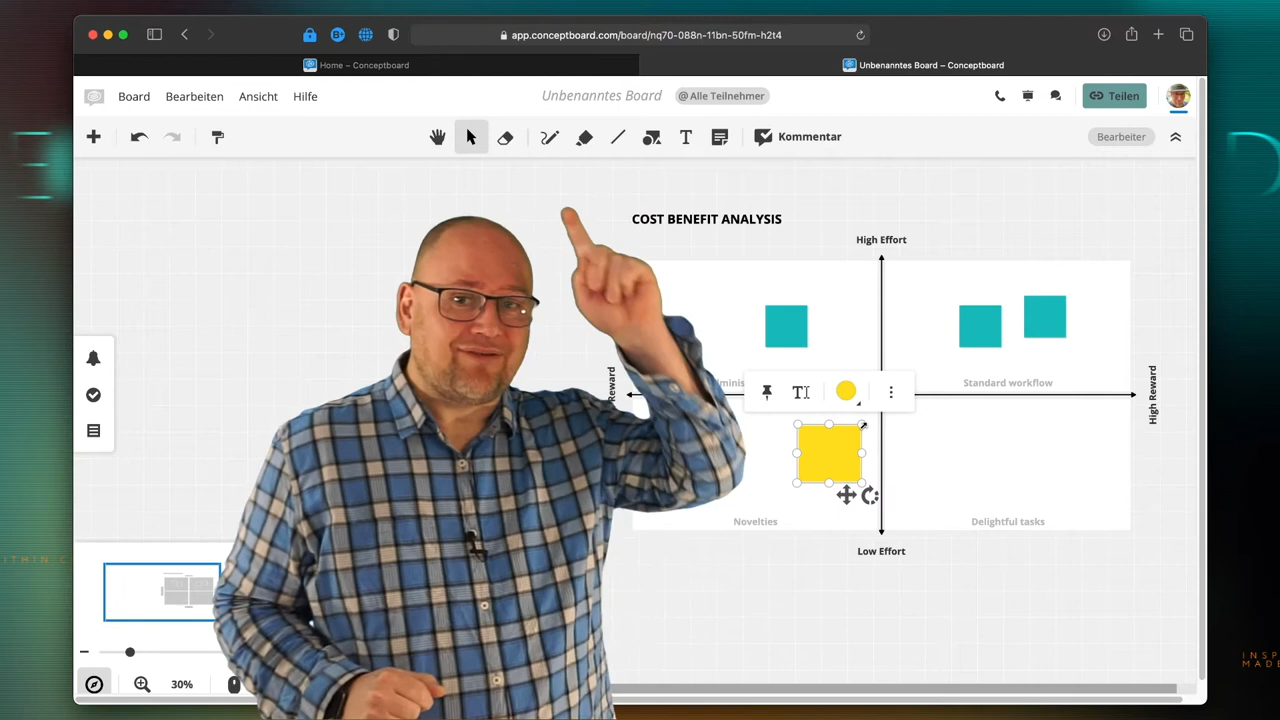 app.conceptboard.com/board/nq70-088n-11bn-50fm-h2t4
Home – Conceptboard
Unbenanntes Board – Conceptboard
Board Bearbeiten Ansicht Hilfe
Unbenanntes Board @Alle Teilnehmer
Teilen
Kommentar
Bearbeiter
COST BENEFIT ANALYSIS
High Effort
Standard workflow
Reward
High Reward
Novelties
Delightful tasks
Low Effort
30%